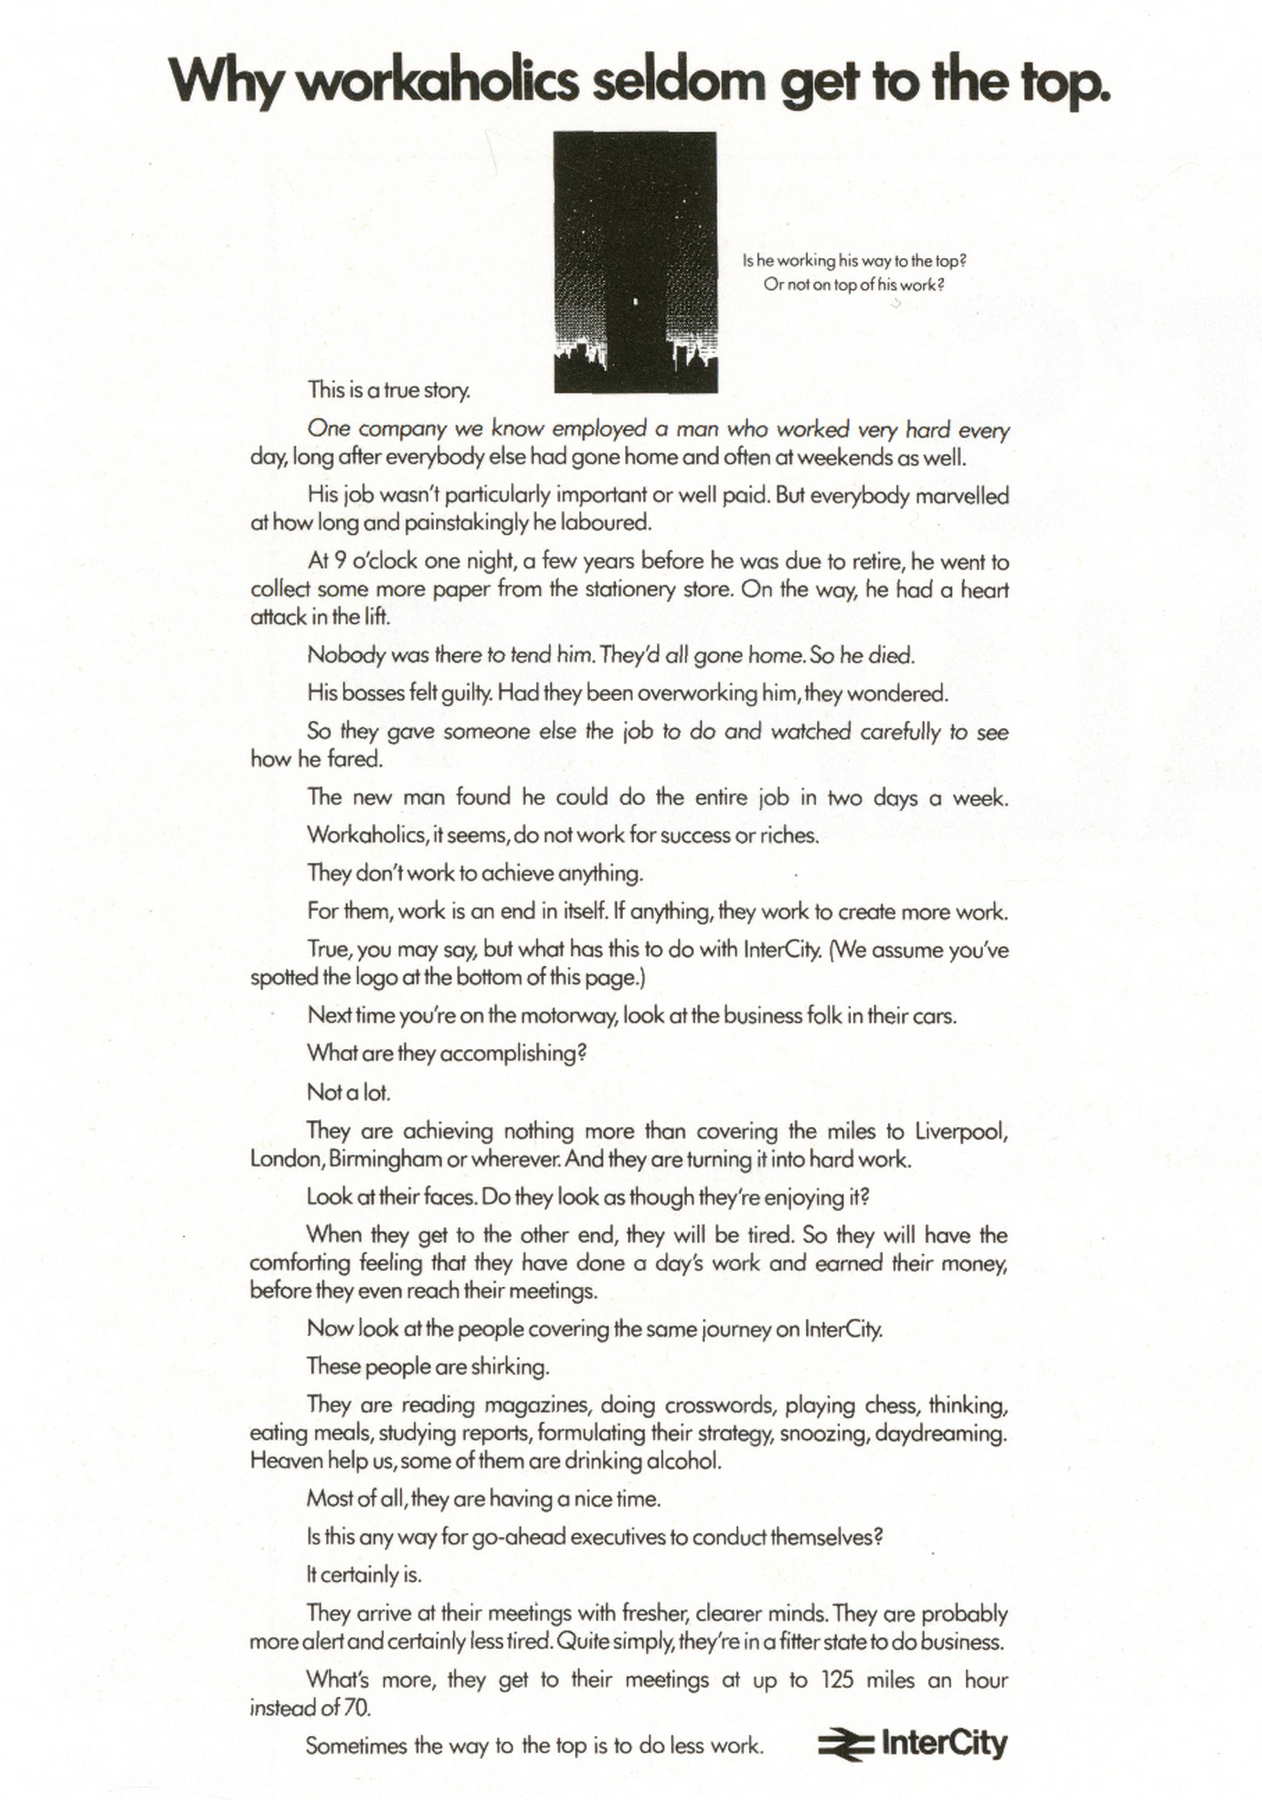 Why workaholics seldom get to the top.
Is he working his way to the top?
Or not on top of his work?
This is a true story.
One company we know employed a man who worked very hard every
day, long after everybody else had gone home and often at weekends as well.
His job wasn't particularly important or well paid. But everybody marvelled
at how long and painstakingly he laboured.
At 9 o'clock one night, a few years before he was due to retire, he went to
collect some more paper from the stationery store. On the way, he had a heart
attack in the lift.
Nobody was there to tend him. They'd all gone home. So he died.
His bosses felt guilty. Had they been overworking him, they wondered.
So they gave someone else the job to do and watched carefully to see
how he fared.
The new man found he could do the entire job in two days a week.
Workaholics, it seems, do not work for success or riches.
They don't work to achieve anything.
For them, work is an end in itself. If anything, they work to create more work.
True, you may say, but what has this to do with InterCity. (We assume you've
spotted the logo at the bottom of this page.)
Next time you're on the motorway, look at the business folk in their cars.
What are they accomplishing?
Not a lot.
They are achieving nothing more than covering the miles to Liverpool,
London, Birmingham or wherever. And they are turning it into hard work.
Look at their faces. Do they look as though they're enjoying it?
When they get to the other end, they will be tired. So they will have the
comforting feeling that they have done a day's work and earned their money,
before they even reach their meetings.
Now look at the people covering the same journey on InterCity.
These people are shirking.
They are reading magazines, doing crosswords, playing chess, thinking,
eating meals, studying reports, formulating their strategy, snoozing, daydreaming.
Heaven help us, some of them are drinking alcohol.
Most of all, they are having a nice time.
Is this any way for go-ahead executives to conduct themselves?
It certainly is.
They arrive at their meetings with fresher, clearer minds. They are probably
more alert and certainly less tired. Quite simply, they're in a fitter state to do business.
What's more, they get to their meetings at up to 125 miles an hour
instead of 70.
Sometimes the way to the top is to do less work.
InterCity